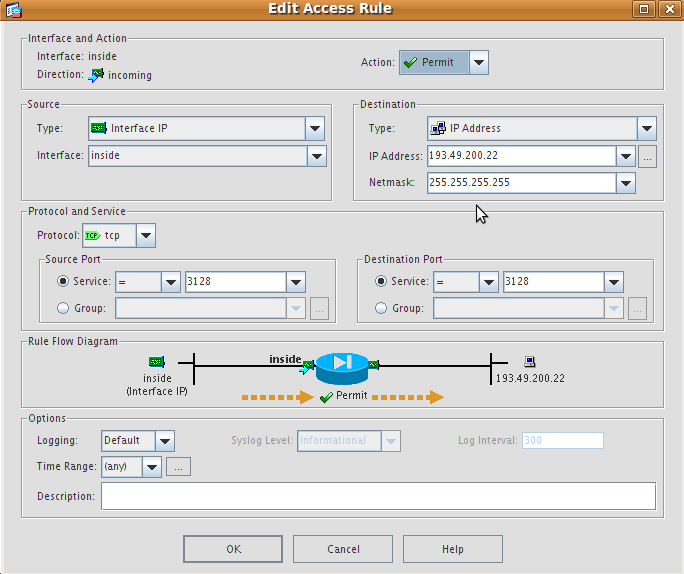 Edit Access Rule
Interface and Action
Interface: inside
Direction: incoming
Action: Permit
Source
Type: Interface IP
Interface: inside
Destination
Type: IP Address
IP Address: 193.49.200.22 ...
Netmask: 255.255.255.255
Protocol and Service
Protocol: TCP tcp
Source Port
Service: = 3128
Group: ...
Destination Port
Service: = 3128
Group: ...
Rule Flow Diagram
inside
inside
(Interface IP)
Permit
193.49.200.22
Options
Logging: Default Syslog Level: Informational Log Interval: 300
Time Range: (any) ...
Description:
OK Cancel Help